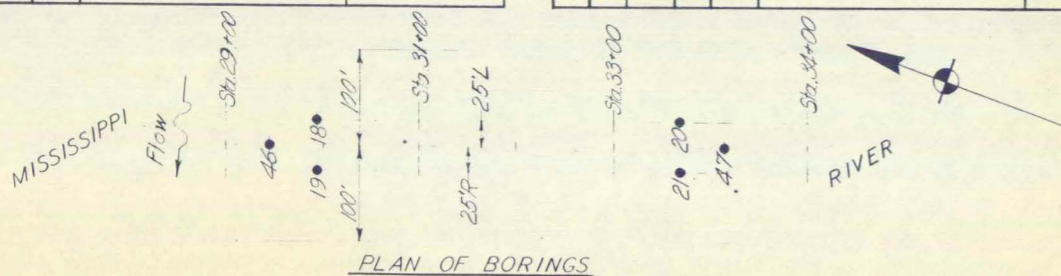 MISSISSIPPI
Flow
Sta. 29+00
46
18
19
120'
100'
Sta. 31+00
25'L
25'R
Sta. 33+00
20
21
47
Sta. 34+00
RIVER
PLAN OF BORINGS